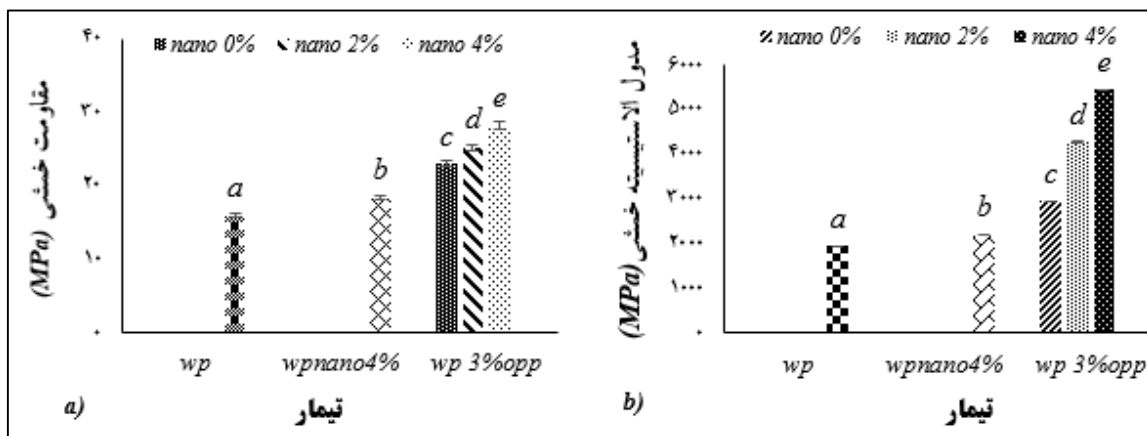 nano 0% nano 2% nano 4%
۴۰
۳۰
۲۰
۱۰
۰
مقاومت خمشی (MPa)
a
b
c
d
e
wp wpnano4% wp 3%opp
a)
تیمار
nano 0% nano 2% nano 4%
۶۰۰۰
۵۰۰۰
۴۰۰۰
۳۰۰۰
۲۰۰۰
۱۰۰۰
۰
مدول الاستیسیته خمشی (MPa)
a
b
c
d
e
wp wpnano4% wp 3%opp
b)
تیمار